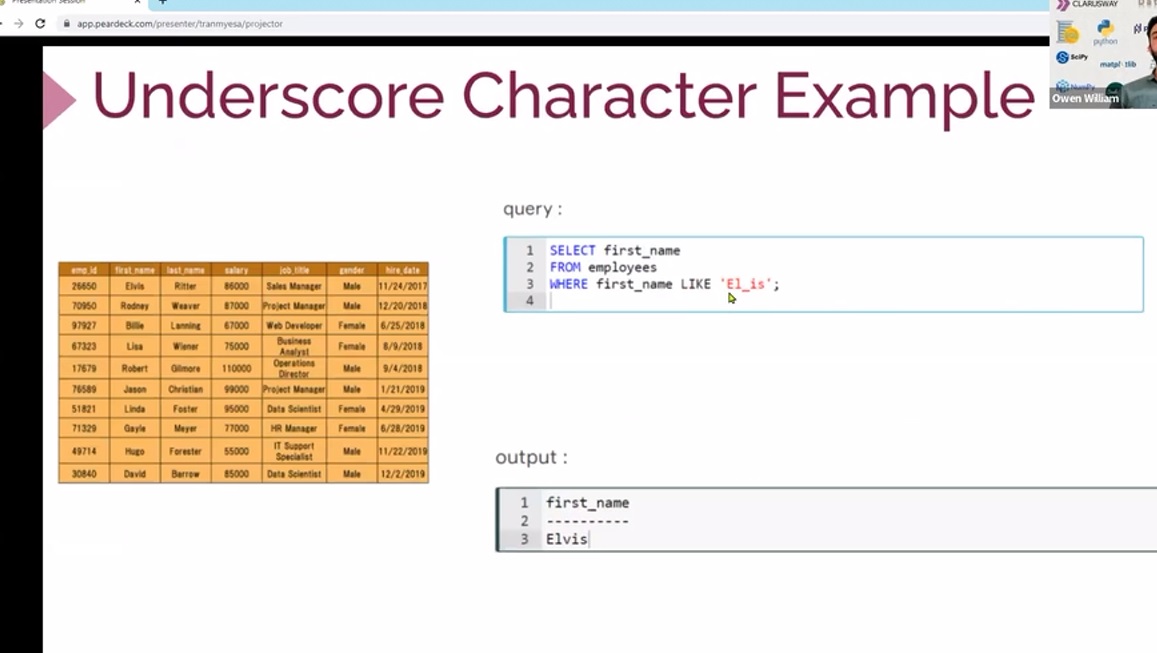 Presentation Session
app.peardeck.com/presenter/tranmyesa/projector
CLARUSWAY
python
SciPy
NumPy
Owen William
Underscore Character Example
query :
1 SELECT first_name
2 FROM employees
3 WHERE first_name LIKE 'El_is';
4
emp_id first_name last_name salary job_title gender hire_date
26650 Elvis Ritter 86000 Sales Manager Male 11/24/2017
70950 Rodney Weaver 87000 Project Manager Male 12/20/2018
97927 Billie Lanning 67000 Web Developer Female 6/25/2018
67323 Lisa Wiener 75000 Business Analyst Female 8/9/2018
17679 Robert Gilmore 110000 Operations Director Male 9/4/2018
76589 Jason Christian 99000 Project Manager Male 1/21/2019
51821 Linda Foster 95000 Data Scientist Female 4/29/2019
71329 Gayle Meyer 77000 HR Manager Female 6/28/2019
49714 Hugo Forester 55000 IT Support Specialist Male 11/22/2019
30840 David Barrow 85000 Data Scientist Male 12/2/2019
output :
1 first_name
2 ----------
3 Elvis